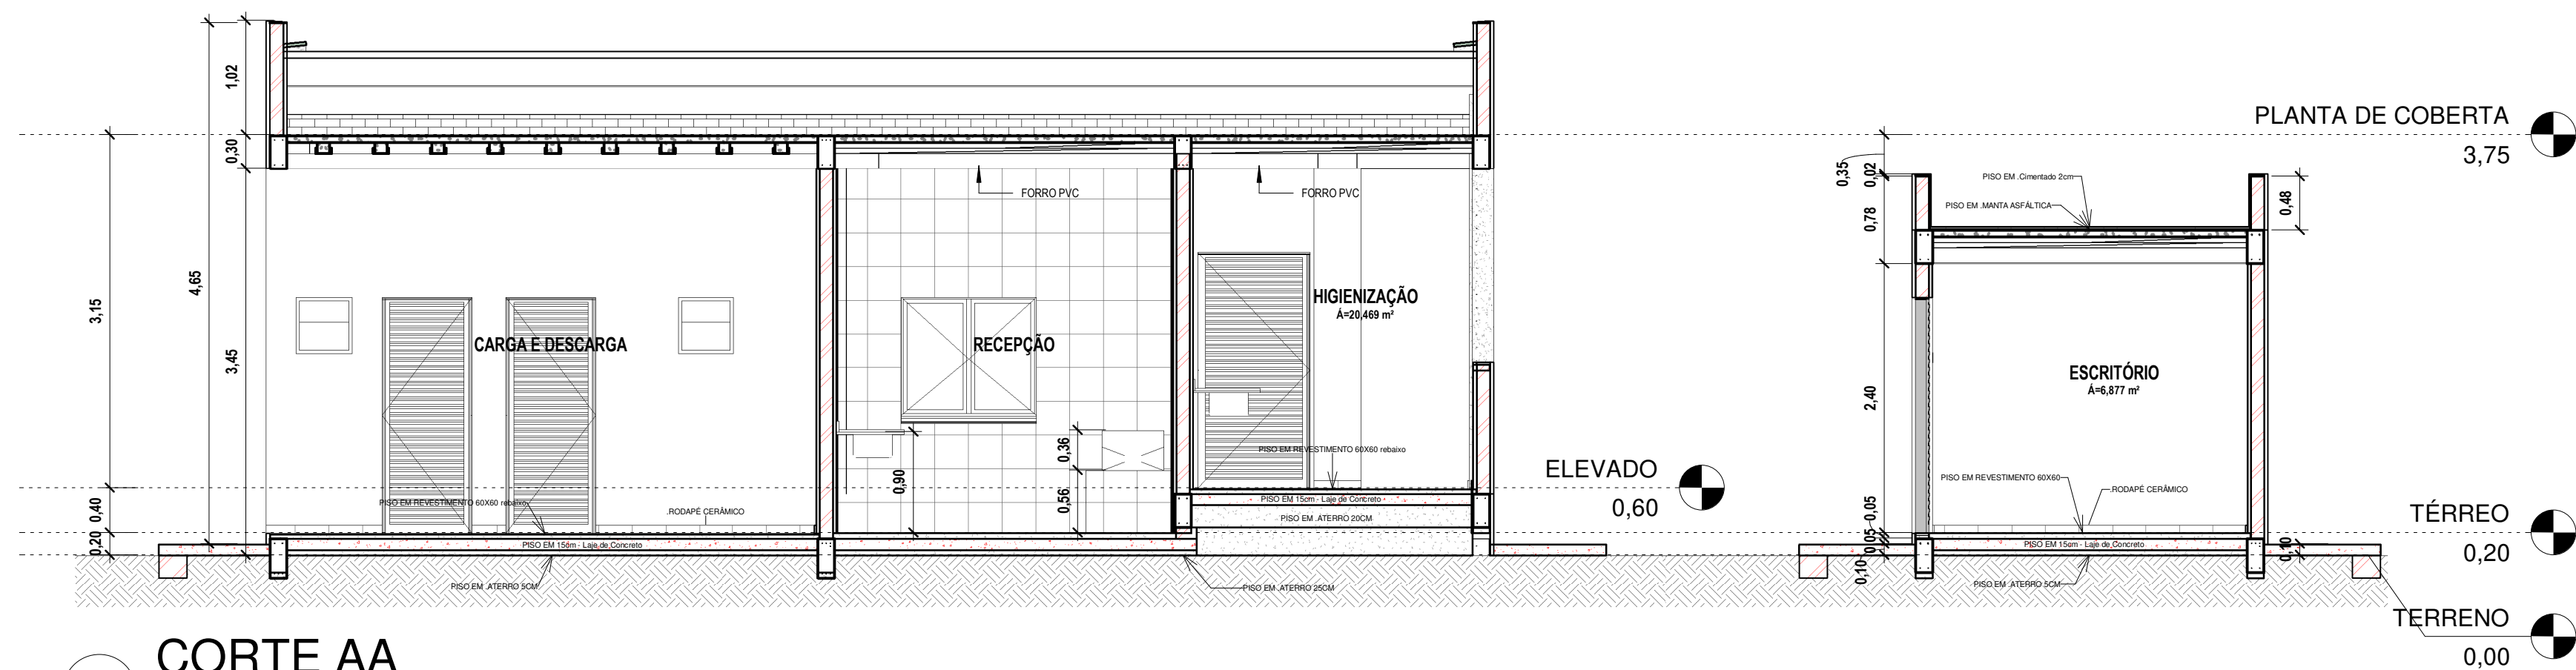 1,02
0,30
4,65
3,15
3,45
0,40
0,20
PLANTA DE COBERTA
3,75
FORRO PVC
FORRO PVC
CARGA E DESCARGA
RECEPÇÃO
HIGIENIZAÇÃO
Á=20,469 m²
0,90
0,36
0,56
PISO EM REVESTIMENTO 60X60 rebaixo
.RODAPÉ CERÂMICO
PISO EM 15cm - Laje de Concreto
PISO EM .ATERRO 5CM
PISO EM REVESTIMENTO 60X60 rebaixo
PISO EM 15cm - Laje de Concreto
PISO EM .ATERRO 20CM
PISO EM .ATERRO 25CM
ELEVADO
0,60
0,35
0,02
0,78
2,40
0,05
0,05
0,10
PISO EM .Cimentado 2cm
PISO EM .MANTA ASFÁLTICA
0,48
ESCRITÓRIO
Á=6,877 m²
PISO EM REVESTIMENTO 60X60
.RODAPÉ CERÂMICO
PISO EM 15cm - Laje de Concreto
PISO EM .ATERRO 5CM
0,10
TÉRREO
0,20
TERRENO
0,00
CORTE AA